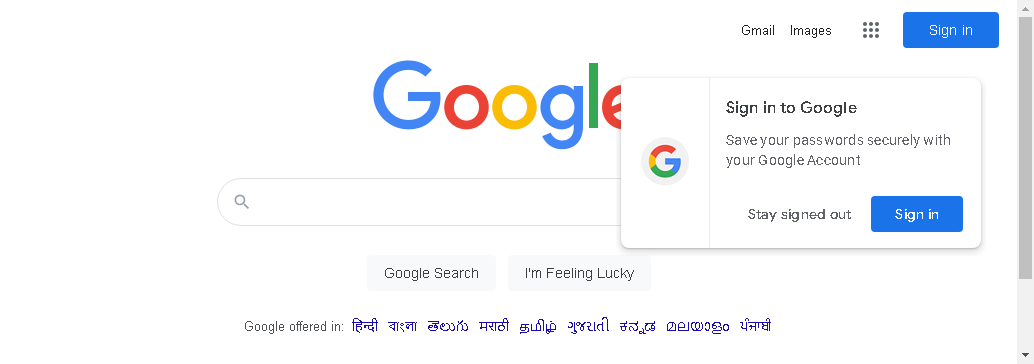 Gmail Images Sign in
Google
Sign in to Google
Save your passwords securely with
your Google Account
Stay signed out Sign in
Google Search I'm Feeling Lucky
Google offered in: हिन्दी বাংলা తెలుగు मराठी தமிழ் ગુજરાતી ಕನ್ನಡ മലയാളം ਪੰਜਾਬੀ